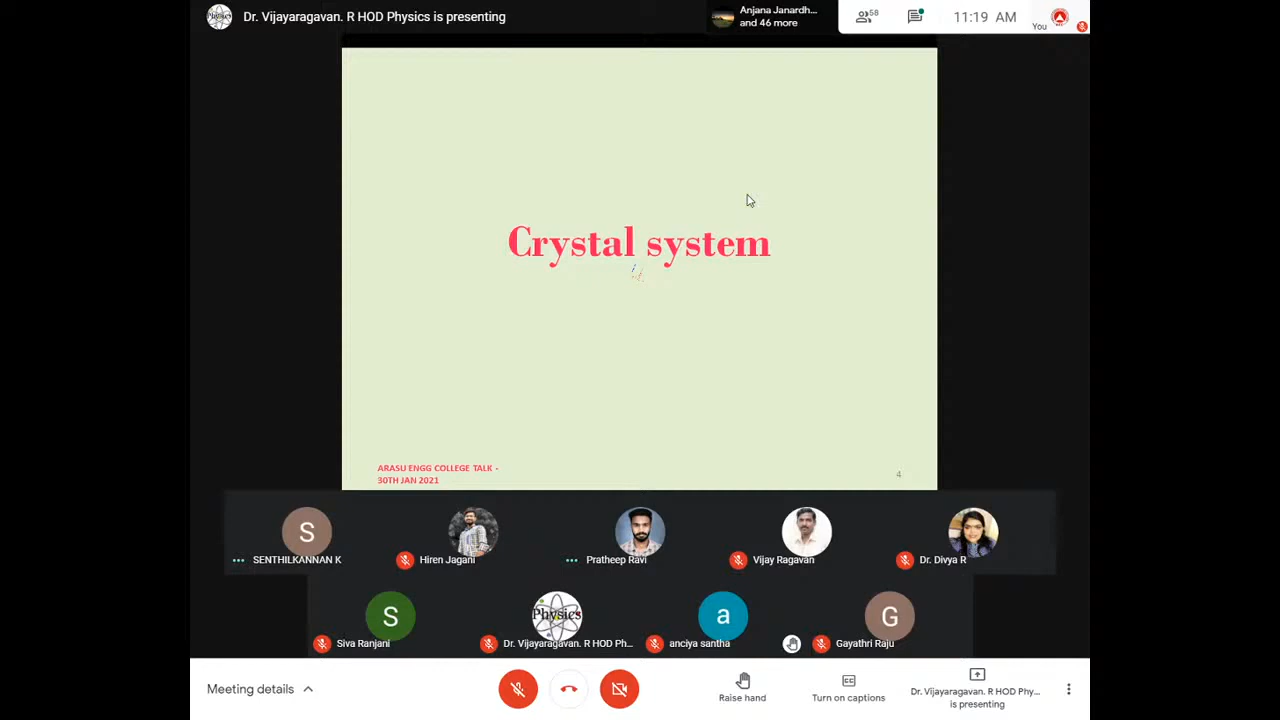 Dr. Vijayaragavan. R HOD Physics is presenting
Anjana Janardh...
and 46 more
58
11:19 AM
You
Crystal system
ARASU ENGG COLLEGE TALK -
30TH JAN 2021
4
S
SENTHILKANNAN K
Hiren Jagani
Pratheep Ravi
Vijay Ragavan
Dr. Divya R
S
Siva Ranjani
Physics
Dr. Vijayaragavan. R HOD Ph...
a
anciya santha
G
Gayathri Raju
Meeting details
Raise hand
CC
Turn on captions
Dr. Vijayaragavan. R HOD Phy...
is presenting